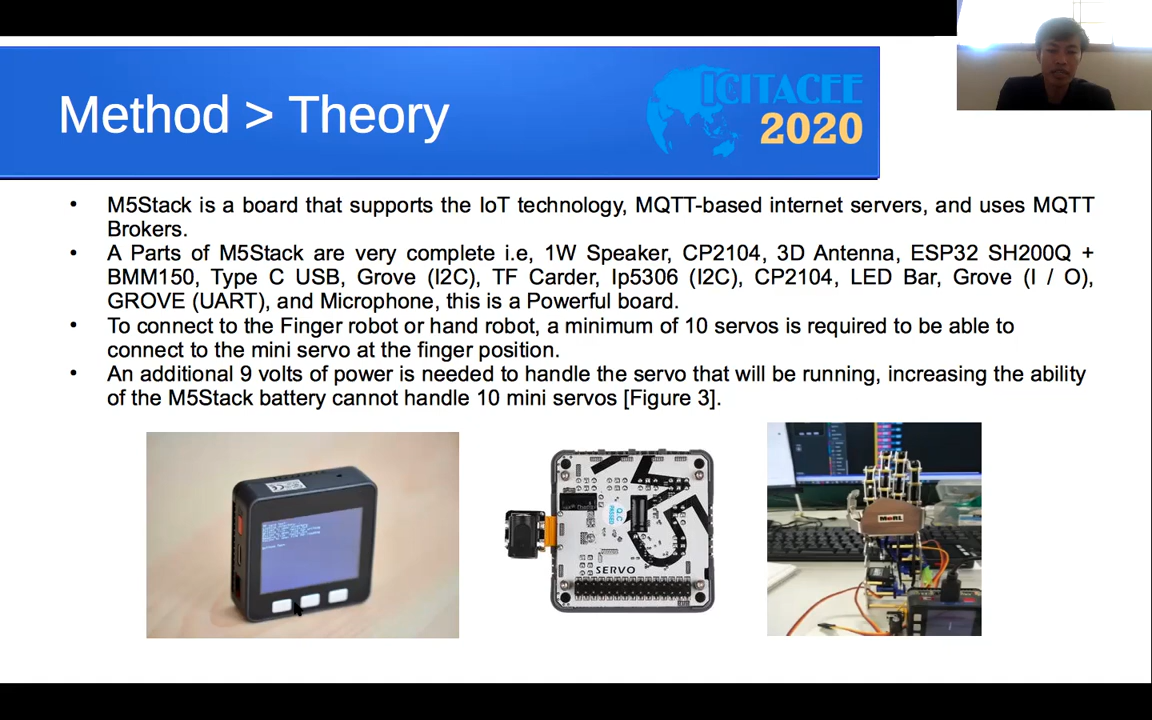 Method > Theory
ICITACEE
2020
• M5Stack is a board that supports the IoT technology, MQTT-based internet servers, and uses MQTT
Brokers.
• A Parts of M5Stack are very complete i.e, 1W Speaker, CP2104, 3D Antenna, ESP32 SH200Q +
BMM150, Type C USB, Grove (I2C), TF Carder, Ip5306 (I2C), CP2104, LED Bar, Grove (I / O),
GROVE (UART), and Microphone, this is a Powerful board.
• To connect to the Finger robot or hand robot, a minimum of 10 servos is required to be able to
connect to the mini servo at the finger position.
• An additional 9 volts of power is needed to handle the servo that will be running, increasing the ability
of the M5Stack battery cannot handle 10 mini servos [Figure 3].
Q.C
PASSED
M5
SERVO